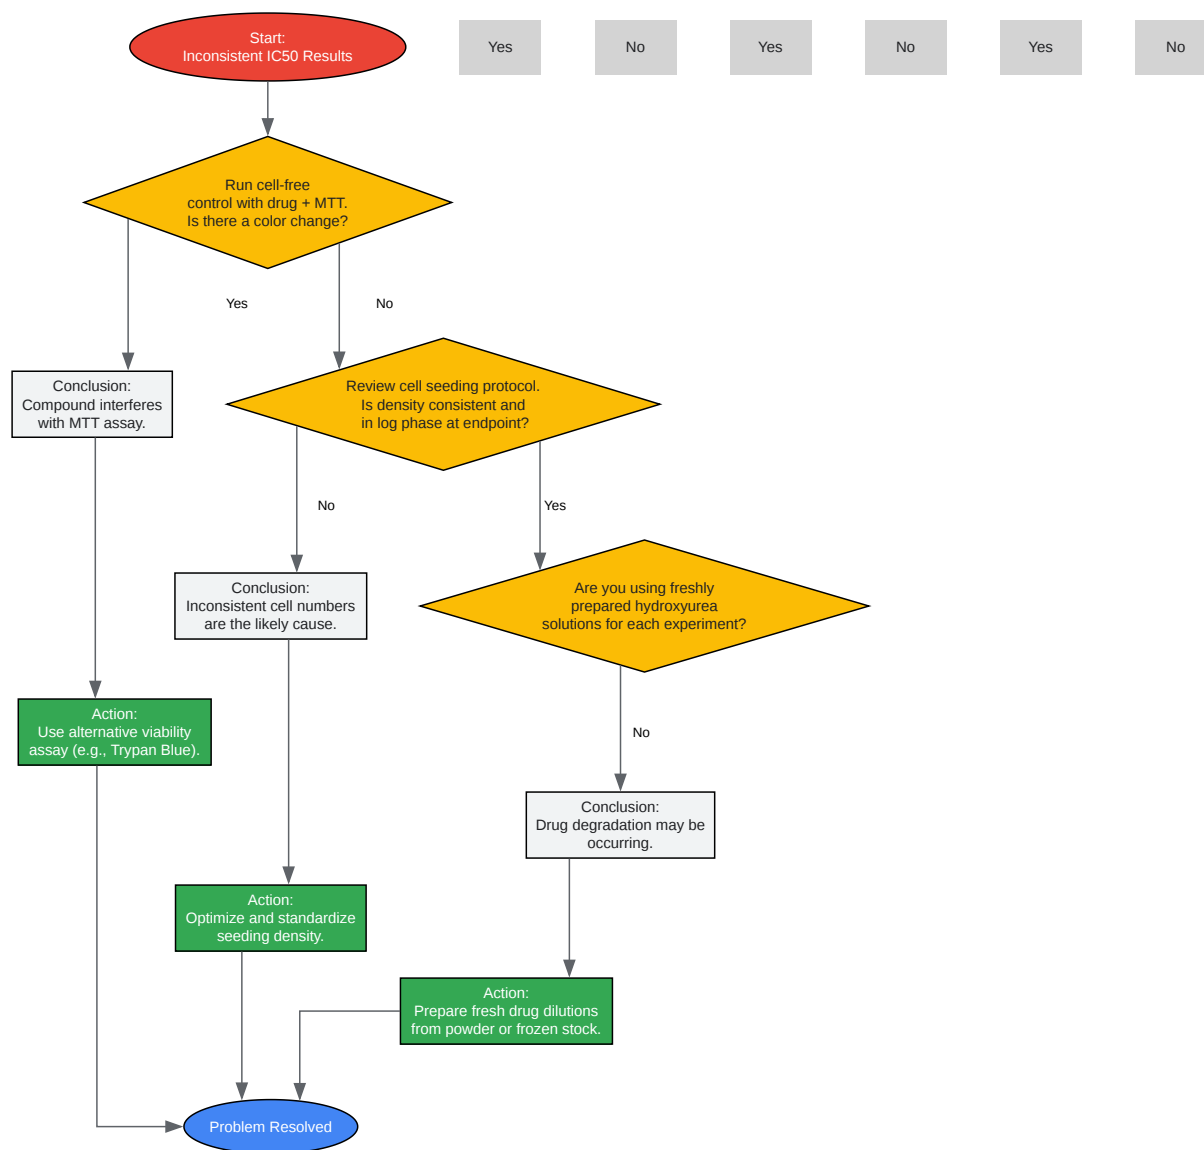 Start:
Inconsistent IC50 Results
Yes
No
Yes
No
Yes
No
Run cell-free
control with drug + MTT.
Is there a color change?
Yes
No
Conclusion:
Compound interferes
with MTT assay.
Review cell seeding protocol.
Is density consistent and
in log phase at endpoint?
No
Yes
Conclusion:
Inconsistent cell numbers
are the likely cause.
Are you using freshly
prepared hydroxyurea
solutions for each experiment?
Action:
Use alternative viability
assay (e.g., Trypan Blue).
No
Conclusion:
Drug degradation may be
occurring.
Action:
Optimize and standardize
seeding density.
Action:
Prepare fresh drug dilutions
from powder or frozen stock.
Problem Resolved